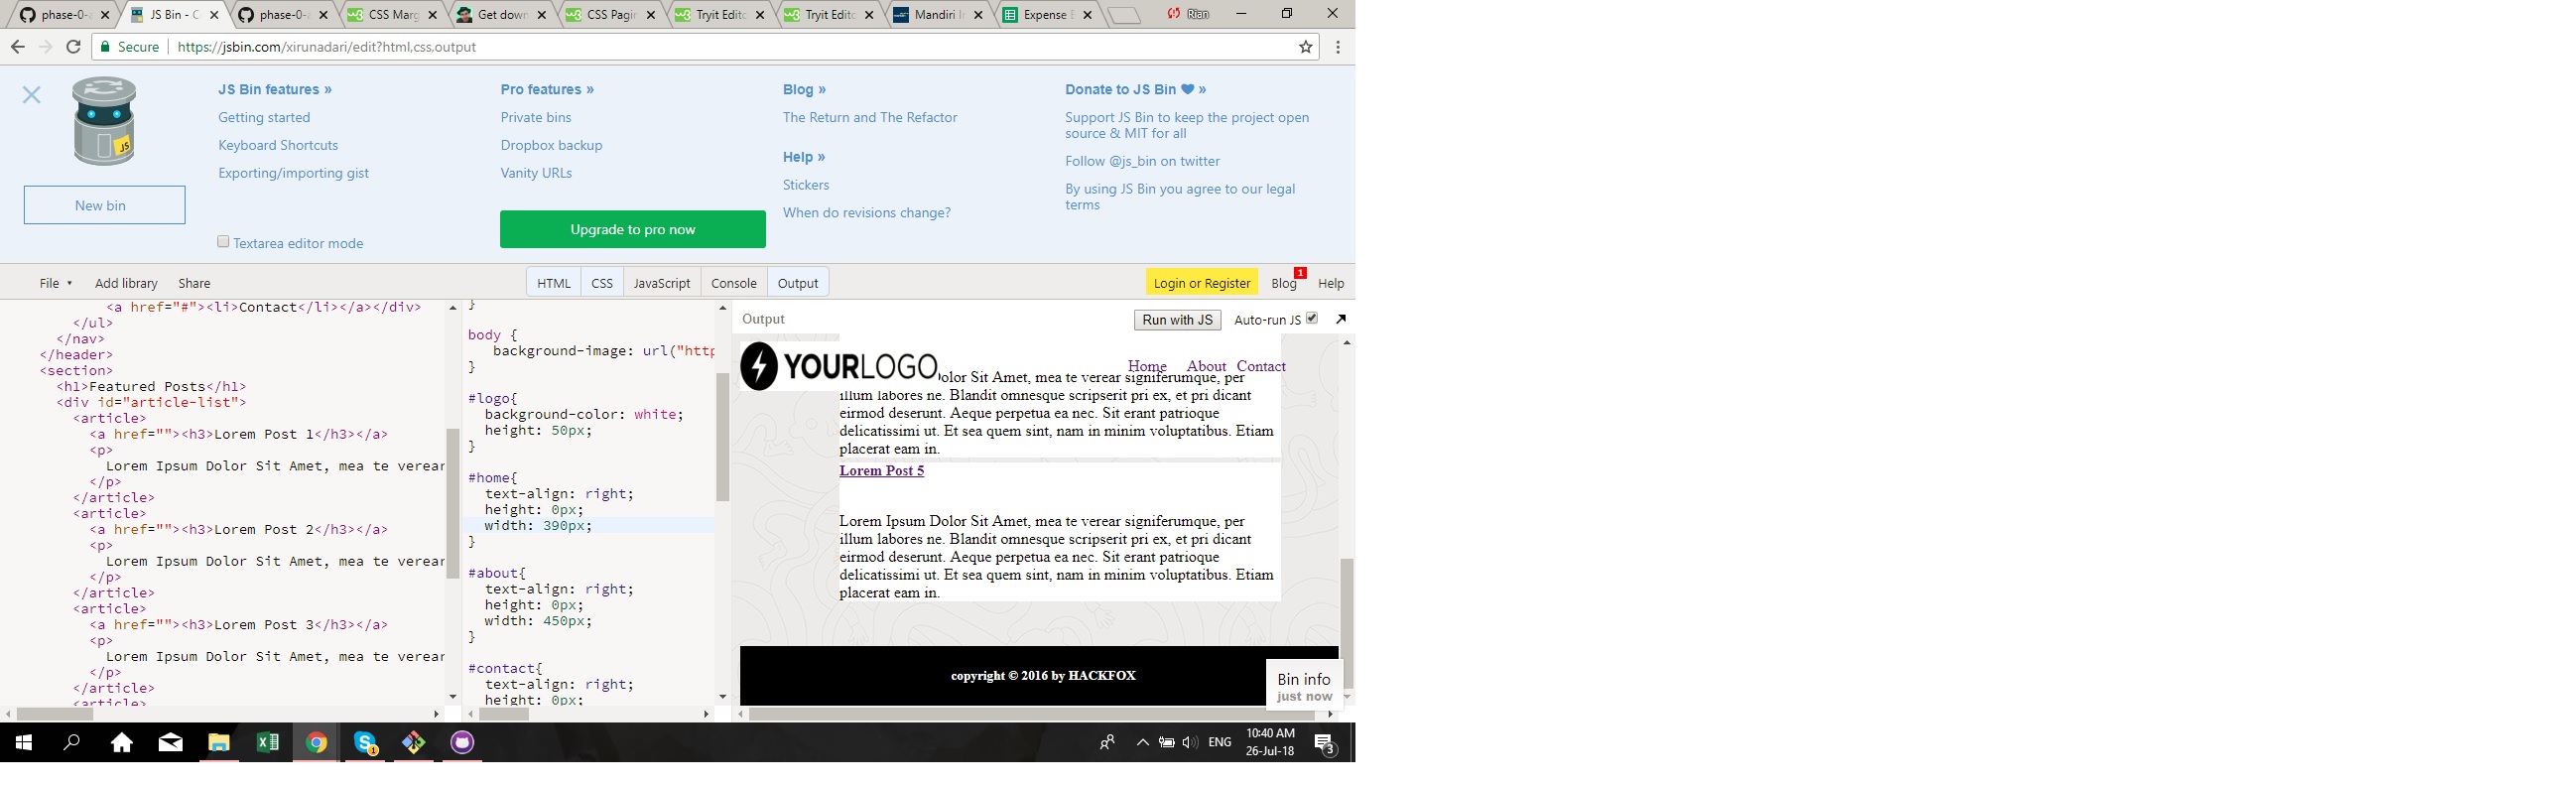 phase-0-a
JS Bin - C
phase-0-a
CSS Marg
Get down
CSS Pagin
Tryit Edito
Tryit Edito
Mandiri In
Expense E
Rian
Secure
https://jsbin.com/xirunadari/edit?html,css,output
JS Bin features »
Getting started
Keyboard Shortcuts
Exporting/importing gist
Textarea editor mode
JS
New bin
Pro features »
Private bins
Dropbox backup
Vanity URLs
Upgrade to pro now
Blog »
The Return and The Refactor
Help »
Stickers
When do revisions change?
Donate to JS Bin ♥ »
Support JS Bin to keep the project open
source & MIT for all
Follow @js_bin on twitter
By using JS Bin you agree to our legal
terms
File
Add library
Share
HTML
CSS
JavaScript
Console
Output
Login or Register
Blog
1
Help
<a href="#"><li>Contact</li></a></div>
</ul>
</nav>
</header>
<section>
<h1>Featured Posts</h1>
<div id="article-list">
<article>
<a href=""><h3>Lorem Post 1</h3></a>
<p>
Lorem Ipsum Dolor Sit Amet, mea te verear
</p>
</article>
<article>
<a href=""><h3>Lorem Post 2</h3></a>
<p>
Lorem Ipsum Dolor Sit Amet, mea te verear
</p>
</article>
<article>
<a href=""><h3>Lorem Post 3</h3></a>
<p>
Lorem Ipsum Dolor Sit Amet, mea te verear
</p>
</article>
<article>
}
body {
background-image: url("http
}
#logo{
background-color: white;
height: 50px;
}
#home{
text-align: right;
height: 0px;
width: 390px;
}
#about{
text-align: right;
height: 0px;
width: 450px;
}
#contact{
text-align: right;
height: 0px;
Output
Run with JS
Auto-run JS
YOURLOGO
Home
About
Contact
olor Sit Amet, mea te verear signiferumque, per
illum labores ne. Blandit omnesque scripserit pri ex, et pri dicant
eirmod deserunt. Aeque perpetua ea nec. Sit erant patrioque
delicatissimi ut. Et sea quem sint, nam in minim voluptatibus. Etiam
placerat eam in.
Lorem Post 5
Lorem Ipsum Dolor Sit Amet, mea te verear signiferumque, per
illum labores ne. Blandit omnesque scripserit pri ex, et pri dicant
eirmod deserunt. Aeque perpetua ea nec. Sit erant patrioque
delicatissimi ut. Et sea quem sint, nam in minim voluptatibus. Etiam
placerat eam in.
copyright © 2016 by HACKFOX
Bin info
just now
1
ENG
10:40 AM
26-Jul-18
3